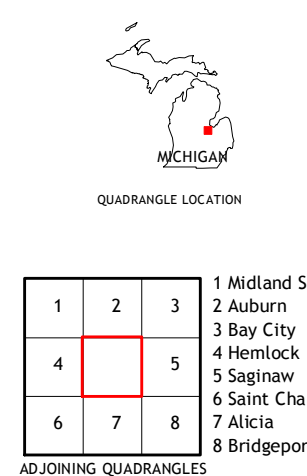 MICHIGAN
QUADRANGLE LOCATION
1 2 3
4 5
6 7 8
1 Midland S
2 Auburn
3 Bay City
4 Hemlock
5 Saginaw
6 Saint Cha
7 Alicia
8 Bridgepor
ADJOINING QUADRANGLES